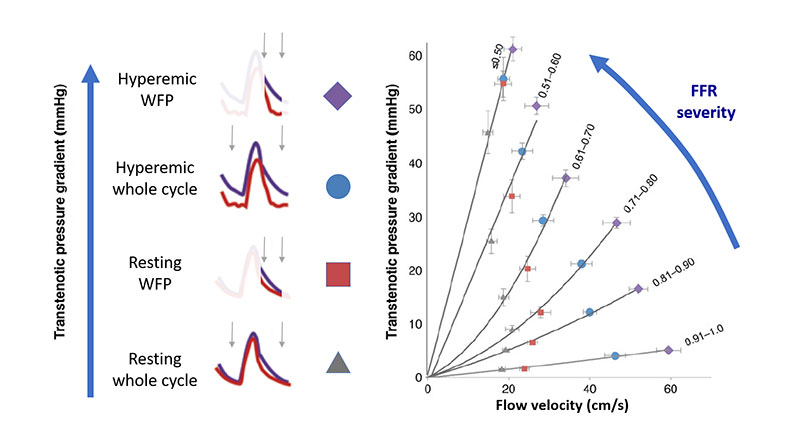 Transtenotic pressure gradient (mmHg)
Hyperemic
WFP
Hyperemic
whole cycle
Resting
WFP
Resting
whole cycle
Transtenotic pressure gradient (mmHg)
60
50
40
30
20
10
0
0
20
40
60
Flow velocity (cm/s)
≤0.50
0.51–0.60
0.61–0.70
0.71–0.80
0.81–0.90
0.91–1.0
FFR
severity